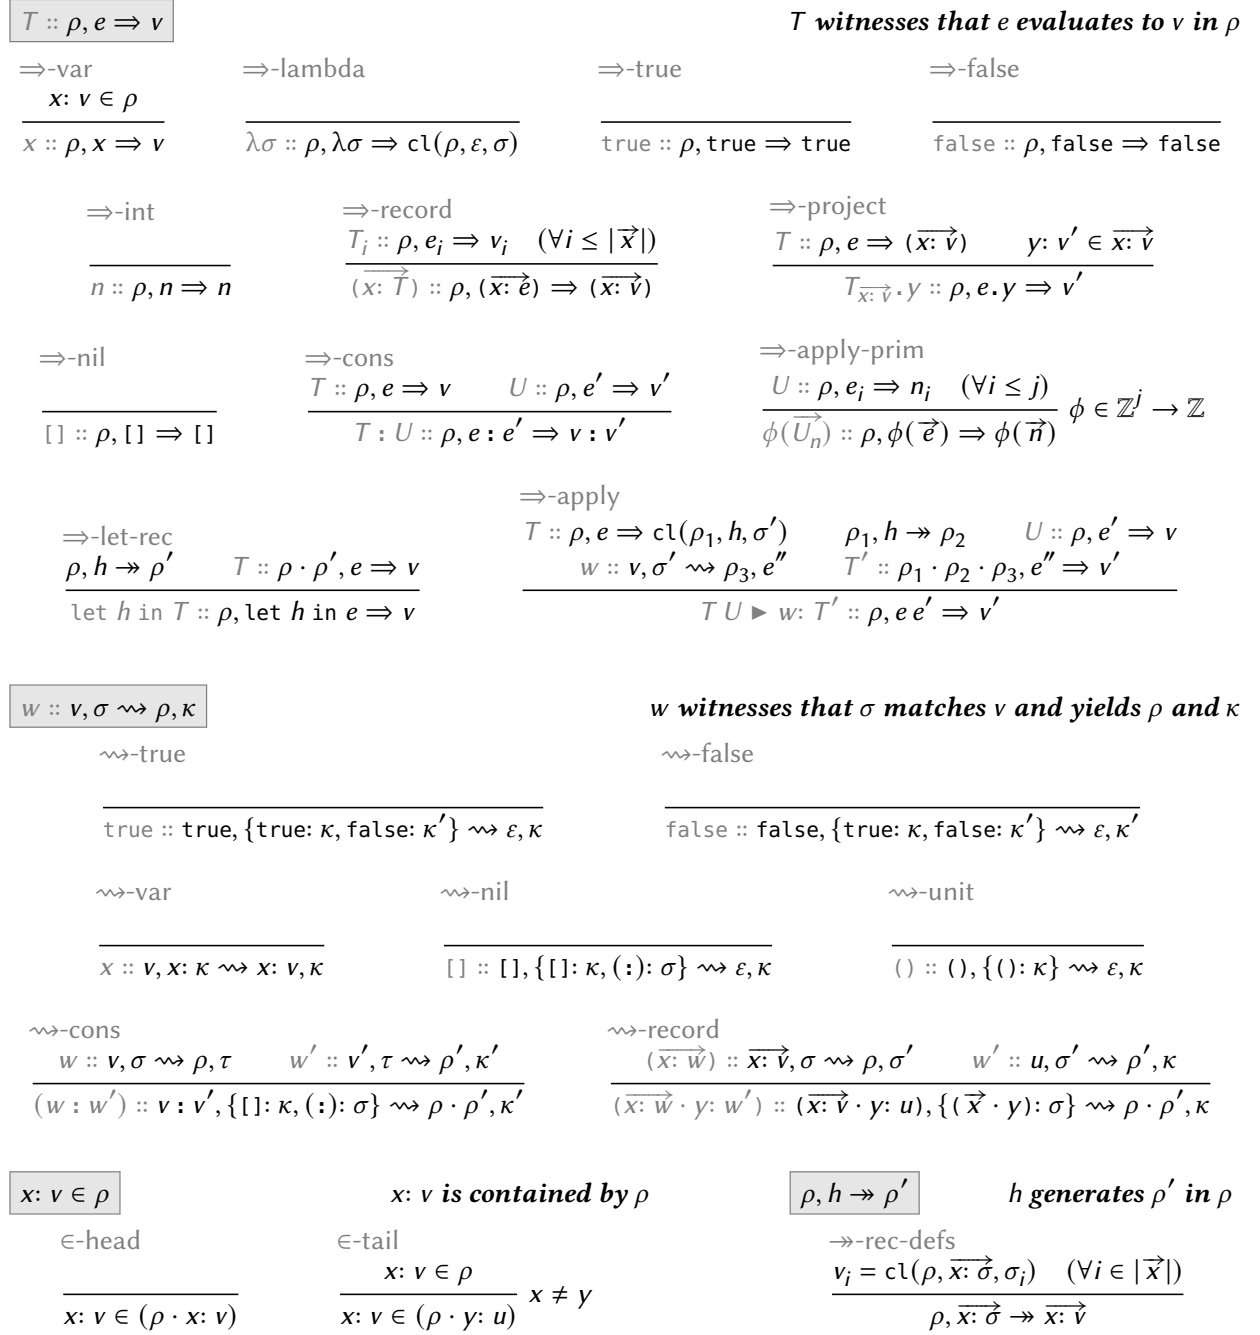 T :: ρ, e ⇒ v    T witnesses that e evaluates to v in ρ
⇒-var    ⇒-lambda    ⇒-true    ⇒-false
x: v ∈ ρ
x :: ρ, x ⇒ v    λσ :: ρ, λσ ⇒ cl(ρ, ε, σ)    true :: ρ, true ⇒ true    false :: ρ, false ⇒ false
⇒-int    ⇒-record    ⇒-project
T_i :: ρ, e_i ⇒ v_i (∀i ≤ |x⃗|)    T :: ρ, e ⇒ (x: v)⃗    y: v′ ∈ x: v⃗
n :: ρ, n ⇒ n    (x: T⃗) :: ρ, (x: e⃗) ⇒ (x: v⃗)    T_{x: v⃗}.y :: ρ, e.y ⇒ v′
⇒-nil    ⇒-cons    ⇒-apply-prim
T :: ρ, e ⇒ v    U :: ρ, e′ ⇒ v′    U :: ρ, e_i ⇒ n_i (∀i ≤ j)
[] :: ρ, [] ⇒ []    T : U :: ρ, e : e′ ⇒ v : v′    ϕ(U_n⃗) :: ρ, ϕ(e⃗) ⇒ ϕ(n⃗)    ϕ ∈ ℤ^j → ℤ
⇒-let-rec    ⇒-apply
ρ, h ↠ ρ′    T :: ρ · ρ′, e ⇒ v    T :: ρ, e ⇒ cl(ρ_1, h, σ′)    ρ_1, h ↠ ρ_2    U :: ρ, e′ ⇒ v
w :: v, σ′ ⇝ ρ_3, e″    T′ :: ρ_1 · ρ_2 · ρ_3, e″ ⇒ v′
let h in T :: ρ, let h in e ⇒ v    T U ▶ w: T′ :: ρ, e e′ ⇒ v′
w :: v, σ ⇝ ρ, κ    w witnesses that σ matches v and yields ρ and κ
⇝-true    ⇝-false
true :: true, {true: κ, false: κ′} ⇝ ε, κ    false :: false, {true: κ, false: κ′} ⇝ ε, κ′
⇝-var    ⇝-nil    ⇝-unit
x :: v, x: κ ⇝ x: v, κ    [] :: [], {[]: κ, (:): σ} ⇝ ε, κ    () :: (), {(): κ} ⇝ ε, κ
⇝-cons    ⇝-record
w :: v, σ ⇝ ρ, τ    w′ :: v′, τ ⇝ ρ′, κ′    (x: w⃗) :: x: v⃗, σ ⇝ ρ, σ′    w′ :: u, σ′ ⇝ ρ′, κ
(w : w′) :: v : v′, {[]: κ, (:): σ} ⇝ ρ · ρ′, κ′    (x: w⃗ · y: w′) :: (x: v⃗ · y: u), {(x⃗ · y): σ} ⇝ ρ · ρ′, κ
x: v ∈ ρ    x: v is contained by ρ    ρ, h ↠ ρ′    h generates ρ′ in ρ
∈-head    ∈-tail    ↠-rec-defs
x: v ∈ ρ    v_i = cl(ρ, x: σ⃗, σ_i) (∀i ∈ |x⃗|)
x: v ∈ (ρ · x: v)    x: v ∈ (ρ · y: u)    x ≠ y    ρ, x: σ⃗ ↠ x: v⃗